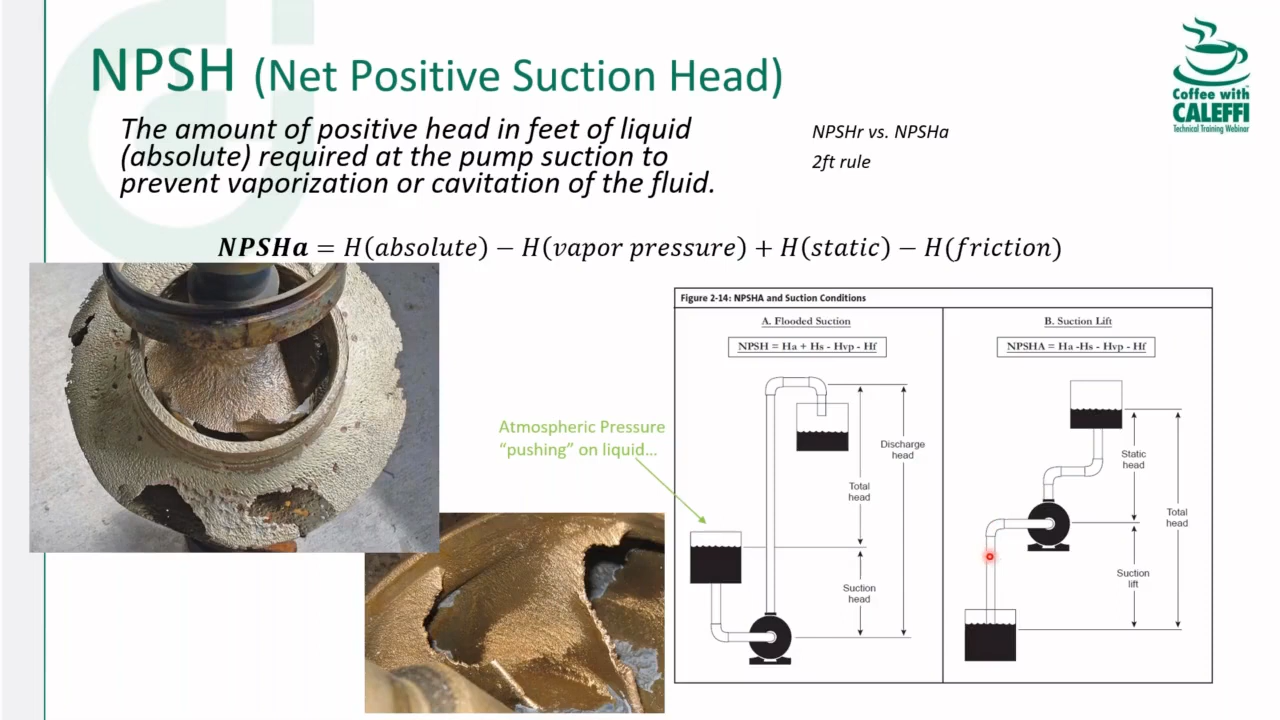 NPSH (Net Positive Suction Head)
The amount of positive head in feet of liquid
(absolute) required at the pump suction to
prevent vaporization or cavitation of the fluid.
NPSHr vs. NPSHa
2ft rule
Coffee with
CALEFFI
Technical Training Webinar
NPSHa = H(absolute) − H(vapor pressure) + H(static) − H(friction)
Atmospheric Pressure
“pushing” on liquid…
Figure 2-14: NPSHA and Suction Conditions
A. Flooded Suction
NPSH = Ha + Hs - Hvp - Hf
Discharge
head
Total
head
Suction
head
B. Suction Lift
NPSHA = Ha -Hs - Hvp - Hf
Static
head
Total
head
Suction
lift